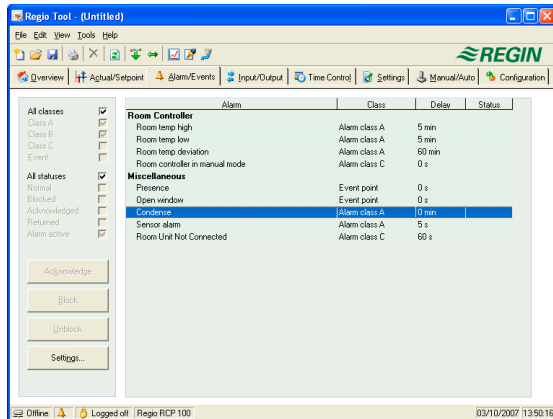 Regio Tool - (Untitled)
File Edit View Tools Help
REGIN
Overview Actual/Setpoint Alarm/Events Input/Output Time Control Settings Manual/Auto Configuration
All classes
Class A
Class B
Class C
Event
All statuses
Normal
Blocked
Acknowledged
Returned
Alarm active
Acknowledge
Block
Unblock
Settings...
Alarm Class Delay Status
Room Controller
Room temp high Alarm class A 5 min
Room temp low Alarm class A 5 min
Room temp deviation Alarm class A 60 min
Room controller in manual mode Alarm class C 0 s
Miscellaneous
Presence Event point 0 s
Open window Event point 0 s
Condense Alarm class A 0 min
Sensor alarm Alarm class A 5 s
Room Unit Not Connected Alarm class C 60 s
Offline Logged off Regio RCP 100 03/10/2007 13:50:16